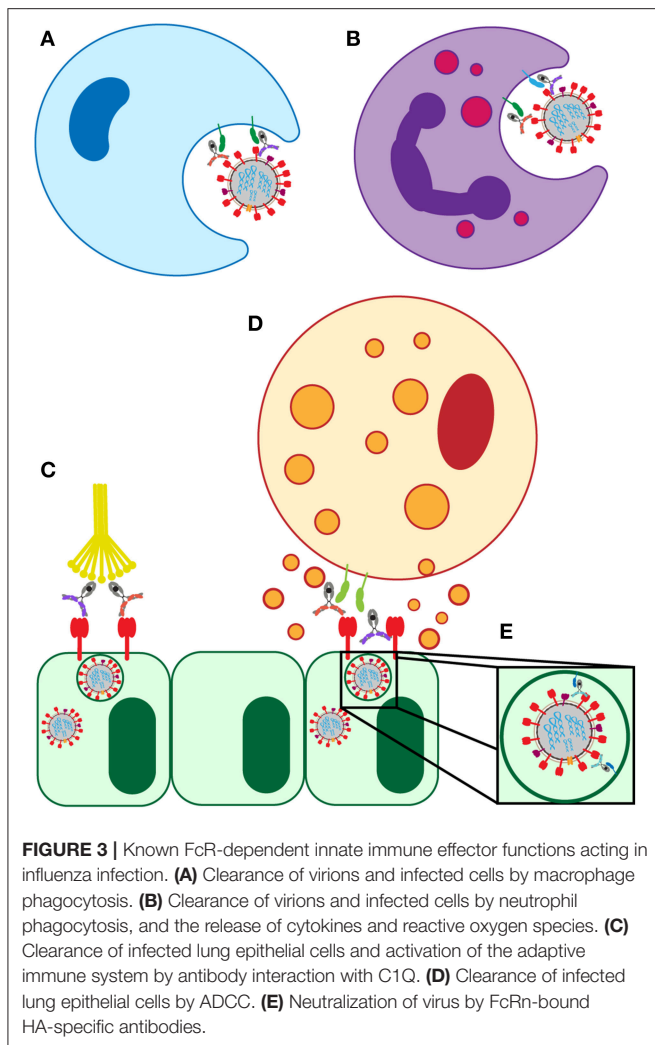 A
B
D
C
E
FIGURE 3 | Known FcR-dependent innate immune effector functions acting in
influenza infection. (A) Clearance of virions and infected cells by macrophage
phagocytosis. (B) Clearance of virions and infected cells by neutrophil
phagocytosis, and the release of cytokines and reactive oxygen species. (C)
Clearance of infected lung epithelial cells and activation of the adaptive
immune system by antibody interaction with C1Q. (D) Clearance of infected
lung epithelial cells by ADCC. (E) Neutralization of virus by FcRn-bound
HA-specific antibodies.